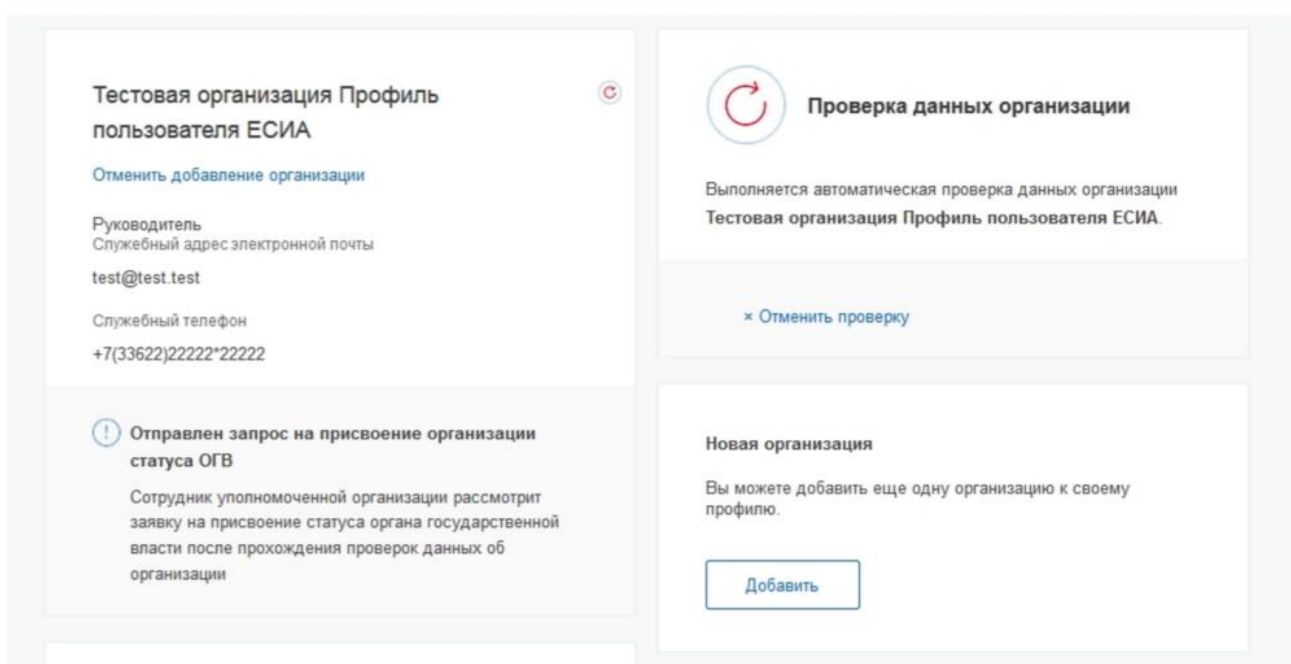 Тестовая организация Профиль
пользователя ЕСИА
Отменить добавление организации
Руководитель
Служебный адрес электронной почты
test@test.test
Служебный телефон
+7(33622)22222*22222
Отправлен запрос на присвоение организации
статуса ОГВ
Сотрудник уполномоченной организации рассмотрит
заявку на присвоение статуса органа государственной
власти после прохождения проверок данных об
организации
Проверка данных организации
Выполняется автоматическая проверка данных организации
Тестовая организация Профиль пользователя ЕСИА.
× Отменить проверку
Новая организация
Вы можете добавить еще одну организацию к своему
профилю.
Добавить